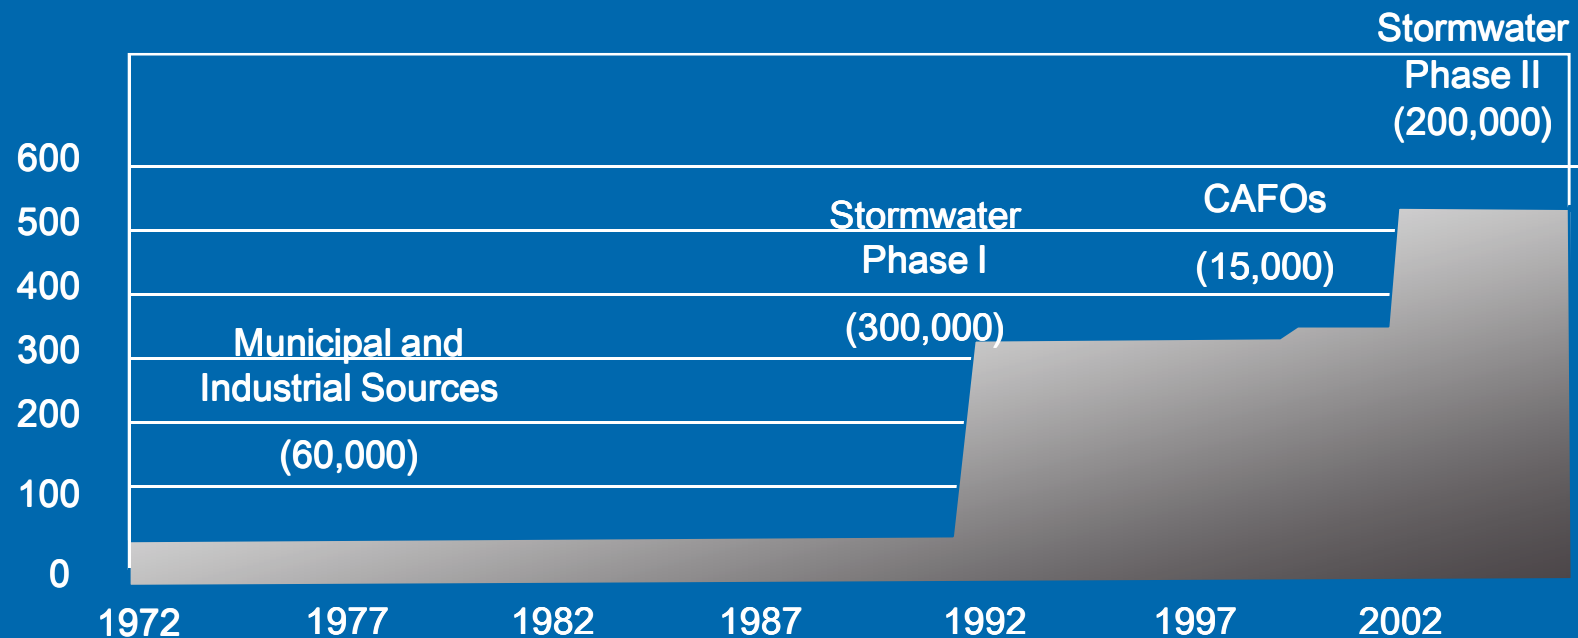 Stormwater
Phase II
(200,000)
600
CAFOs
500
Stormwater
Phase I
(15,000)
400
(300,000)
Municipal and
300
Industrial Sources
200
(60,000)
100
0
1972 1977 1982 1987 1992 1997 2002